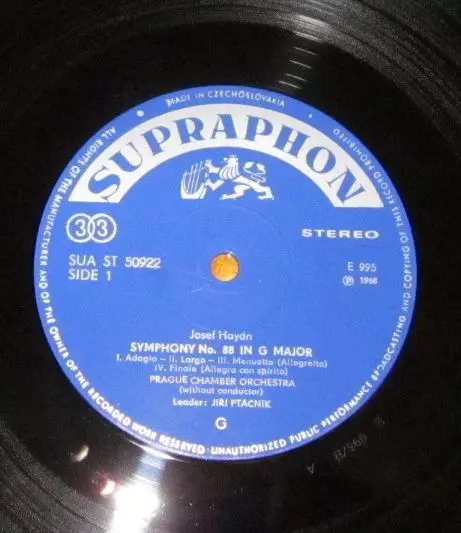 MADE IN CZECHOSLOVAKIA
SUPRAPHON
33
STEREO
SUA ST 50922
SIDE 1
E 995
Ⓟ 1968
Josef Haydn
SYMPHONY No. 88 IN G MAJOR
I. Adagio - II. Largo - III. Menuetto (Allegretto)
IV. Finale (Allegro con spirito)
PRAGUE CHAMBER ORCHESTRA
(without conductor)
Leader: JIŘÍ PTÁČNÍK
G
ALL RIGHTS OF THE MANUFACTURER AND OF THE OWNER OF THE RECORDED WORK RESERVED · UNAUTHORIZED PUBLIC PERFORMANCE BROADCASTING AND COPYING OF THIS RECORD PROHIBITED